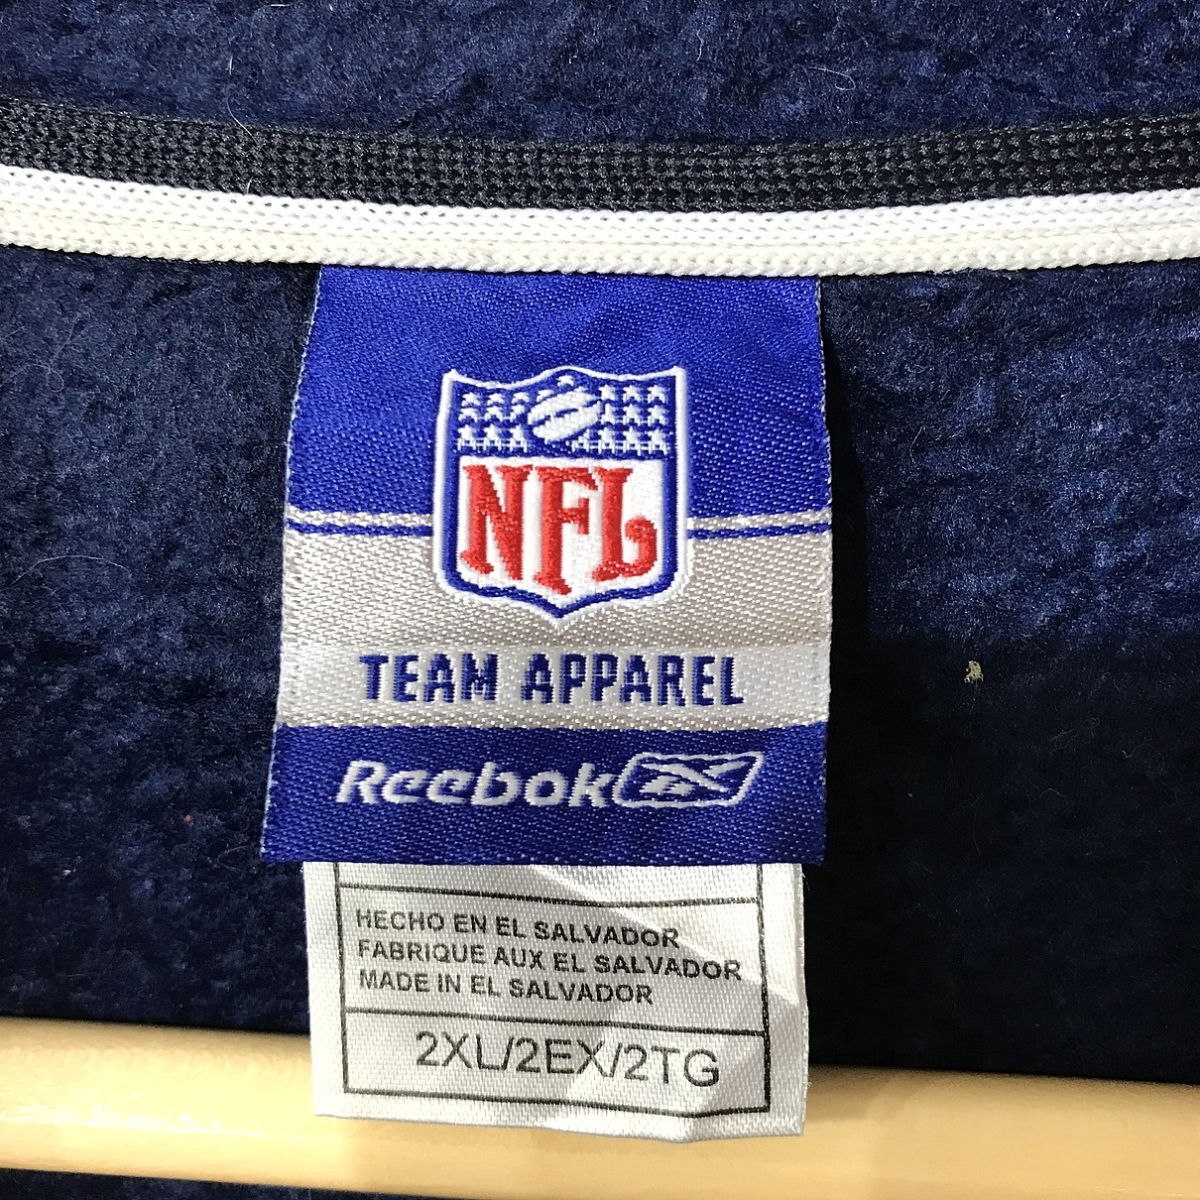 NFL
TEAM APPAREL
Reebok
HECHO EN EL SALVADOR
FABRIQUE AUX EL SALVADOR
MADE IN EL SALVADOR
2XL/2EX/2TG